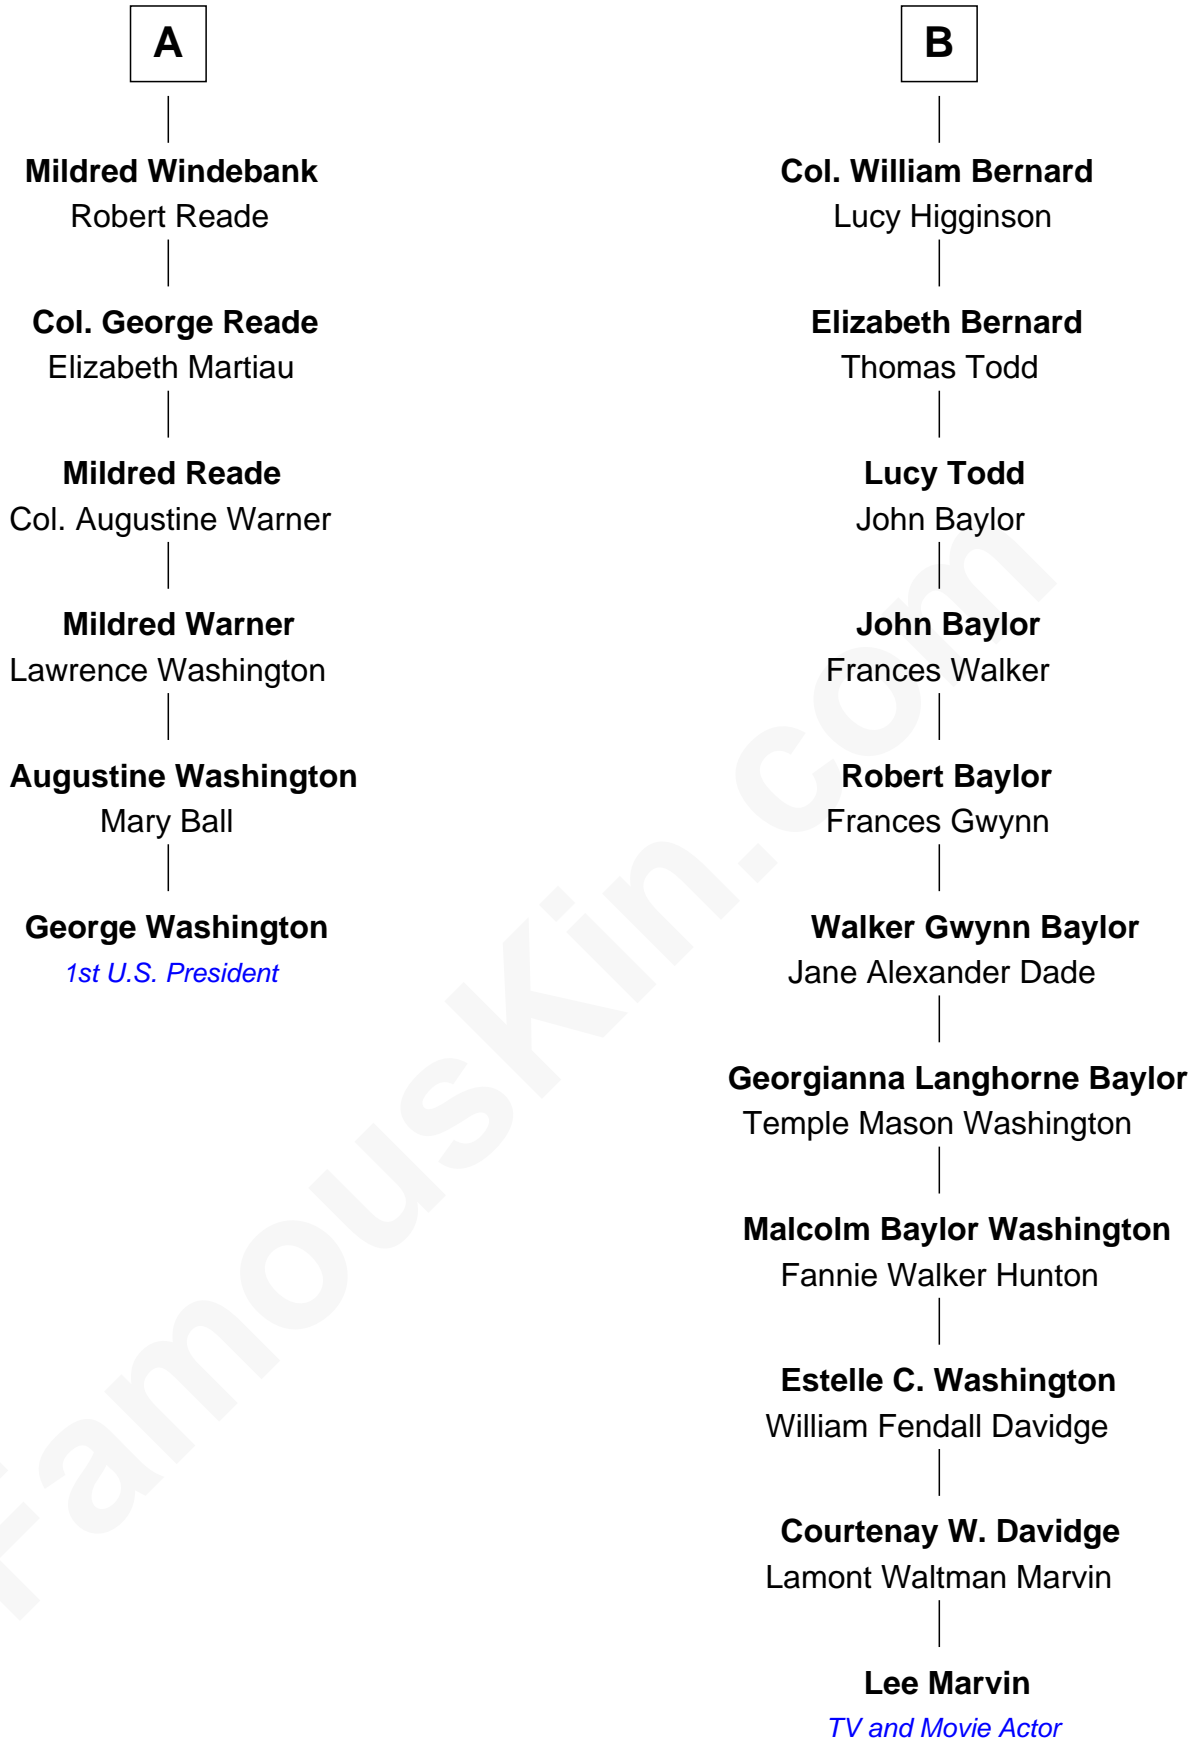 A
Mildred Windebank
Robert Reade
Col. George Reade
Elizabeth Martiau
Mildred Reade
Col. Augustine Warner
Mildred Warner
Lawrence Washington
Augustine Washington
Mary Ball
George Washington
1st U.S. President
B
Col. William Bernard
Lucy Higginson
Elizabeth Bernard
Thomas Todd
Lucy Todd
John Baylor
John Baylor
Frances Walker
Robert Baylor
Frances Gwynn
Walker Gwynn Baylor
Jane Alexander Dade
Georgianna Langhorne Baylor
Temple Mason Washington
Malcolm Baylor Washington
Fannie Walker Hunton
Estelle C. Washington
William Fendall Davidge
Courtenay W. Davidge
Lamont Waltman Marvin
Lee Marvin
TV and Movie Actor
FamousKin.com